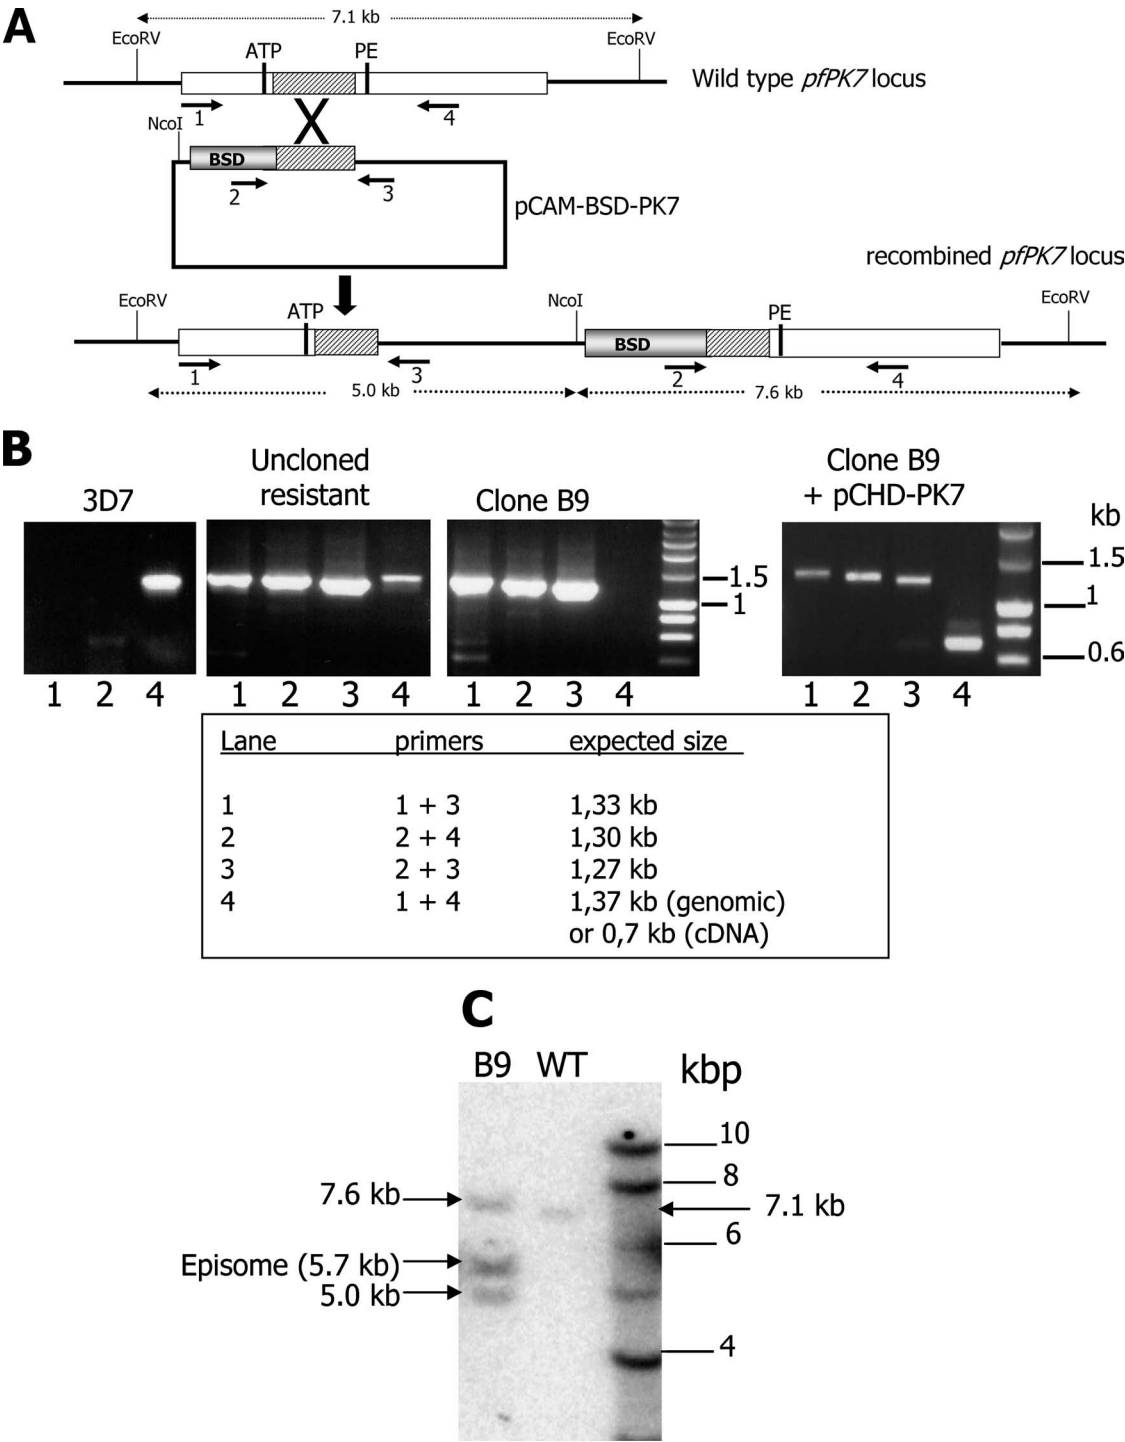 A
7.1 kb
EcoRV
EcoRV
ATP
PE
Wild type pfPK7 locus
1
4
NcoI
BSD
2
3
pCAM-BSD-PK7
recombined pfPK7 locus
EcoRV
ATP
NcoI
PE
EcoRV
BSD
1
3
2
4
5.0 kb
7.6 kb
B
3D7
Uncloned
resistant
Clone B9
Clone B9
+ pCHD-PK7
kb
1.5
1
1.5
1
0.6
1 2 4
1 2 3 4
1 2 3 4
1 2 3 4
Lane primers expected size
1 1 + 3 1,33 kb
2 2 + 4 1,30 kb
3 2 + 3 1,27 kb
4 1 + 4 1,37 kb (genomic)
or 0,7 kb (cDNA)
C
B9 WT kbp
10
8
7.6 kb
7.1 kb
6
Episome (5.7 kb)
5.0 kb
4